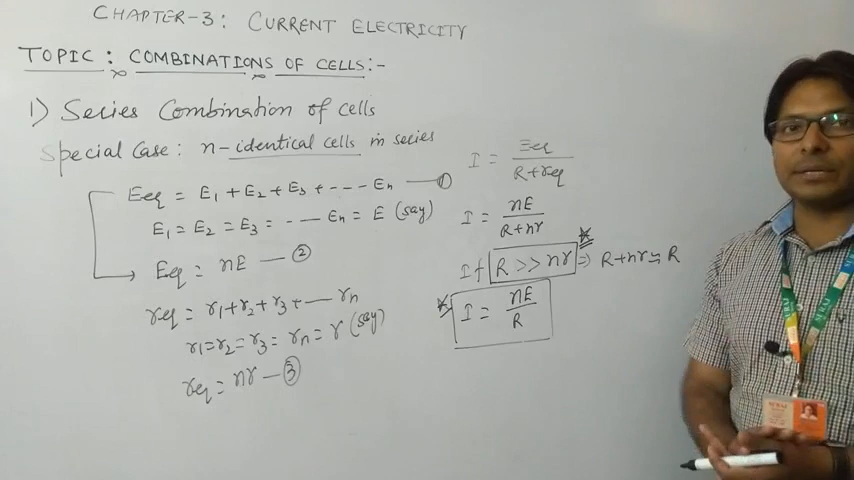 CHAPTER-3: CURRENT ELECTRICITY
TOPIC: COMBINATIONS OF CELLS:-
1) Series Combination of cells
Special Case: n-identical cells in series
Eeq = E1 + E2 + E3 + --- En — ①
E1 = E2 = E3 = -- — En = E (say)
Eeq = nE — ②
req = r1+r2+r3+ -— rn
r1=r2=r3= rn = r (say)
req = nr — ③
I = Eeq / R+req
I = nE / R+nr
If R >> nr => R+nr ≃ R
I = nE / R